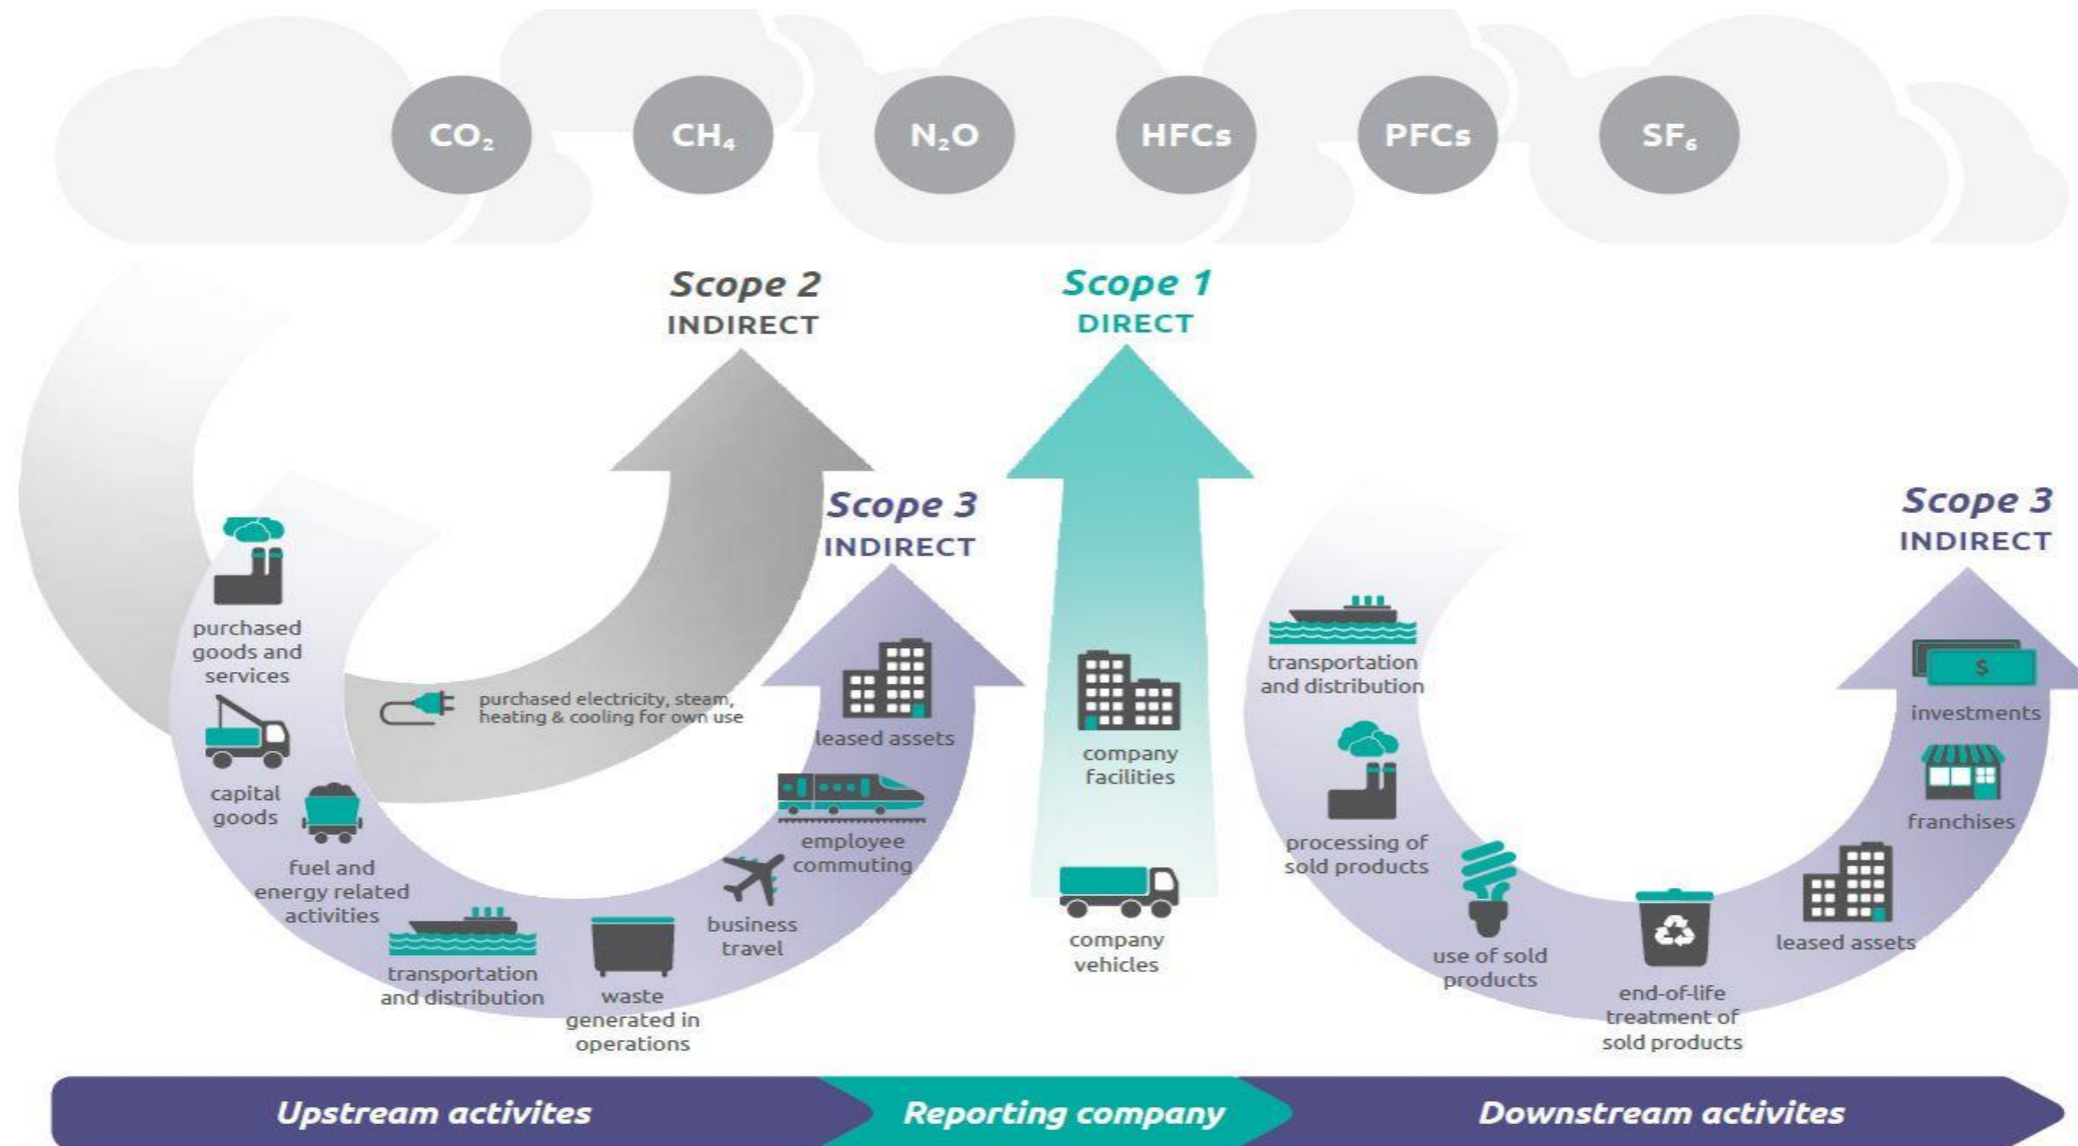 CO₂
CH₄
N₂O
HFCs
PFCs
SF₆
Scope 2
INDIRECT
Scope 1
DIRECT
Scope 3
INDIRECT
Scope 3
INDIRECT
purchased
goods and
services
capital
goods
fuel and
energy related
activities
transportation
and distribution
waste
generated in
operations
business
travel
employee
commuting
leased assets
purchased electricity, steam,
heating & cooling for own use
company
facilities
company
vehicles
transportation
and distribution
processing of
sold products
use of sold
products
end-of-life
treatment of
sold products
leased assets
franchises
investments
$
Upstream activites
Reporting company
Downstream activites